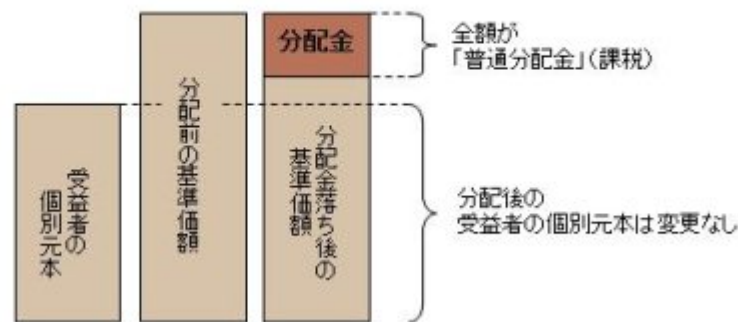 受益者の
個別元本
分配前の基準価額
分配金
分配金落ち後の
基準価額
全額が
「普通分配金」（課税）
分配後の
受益者の個別元本は変更なし